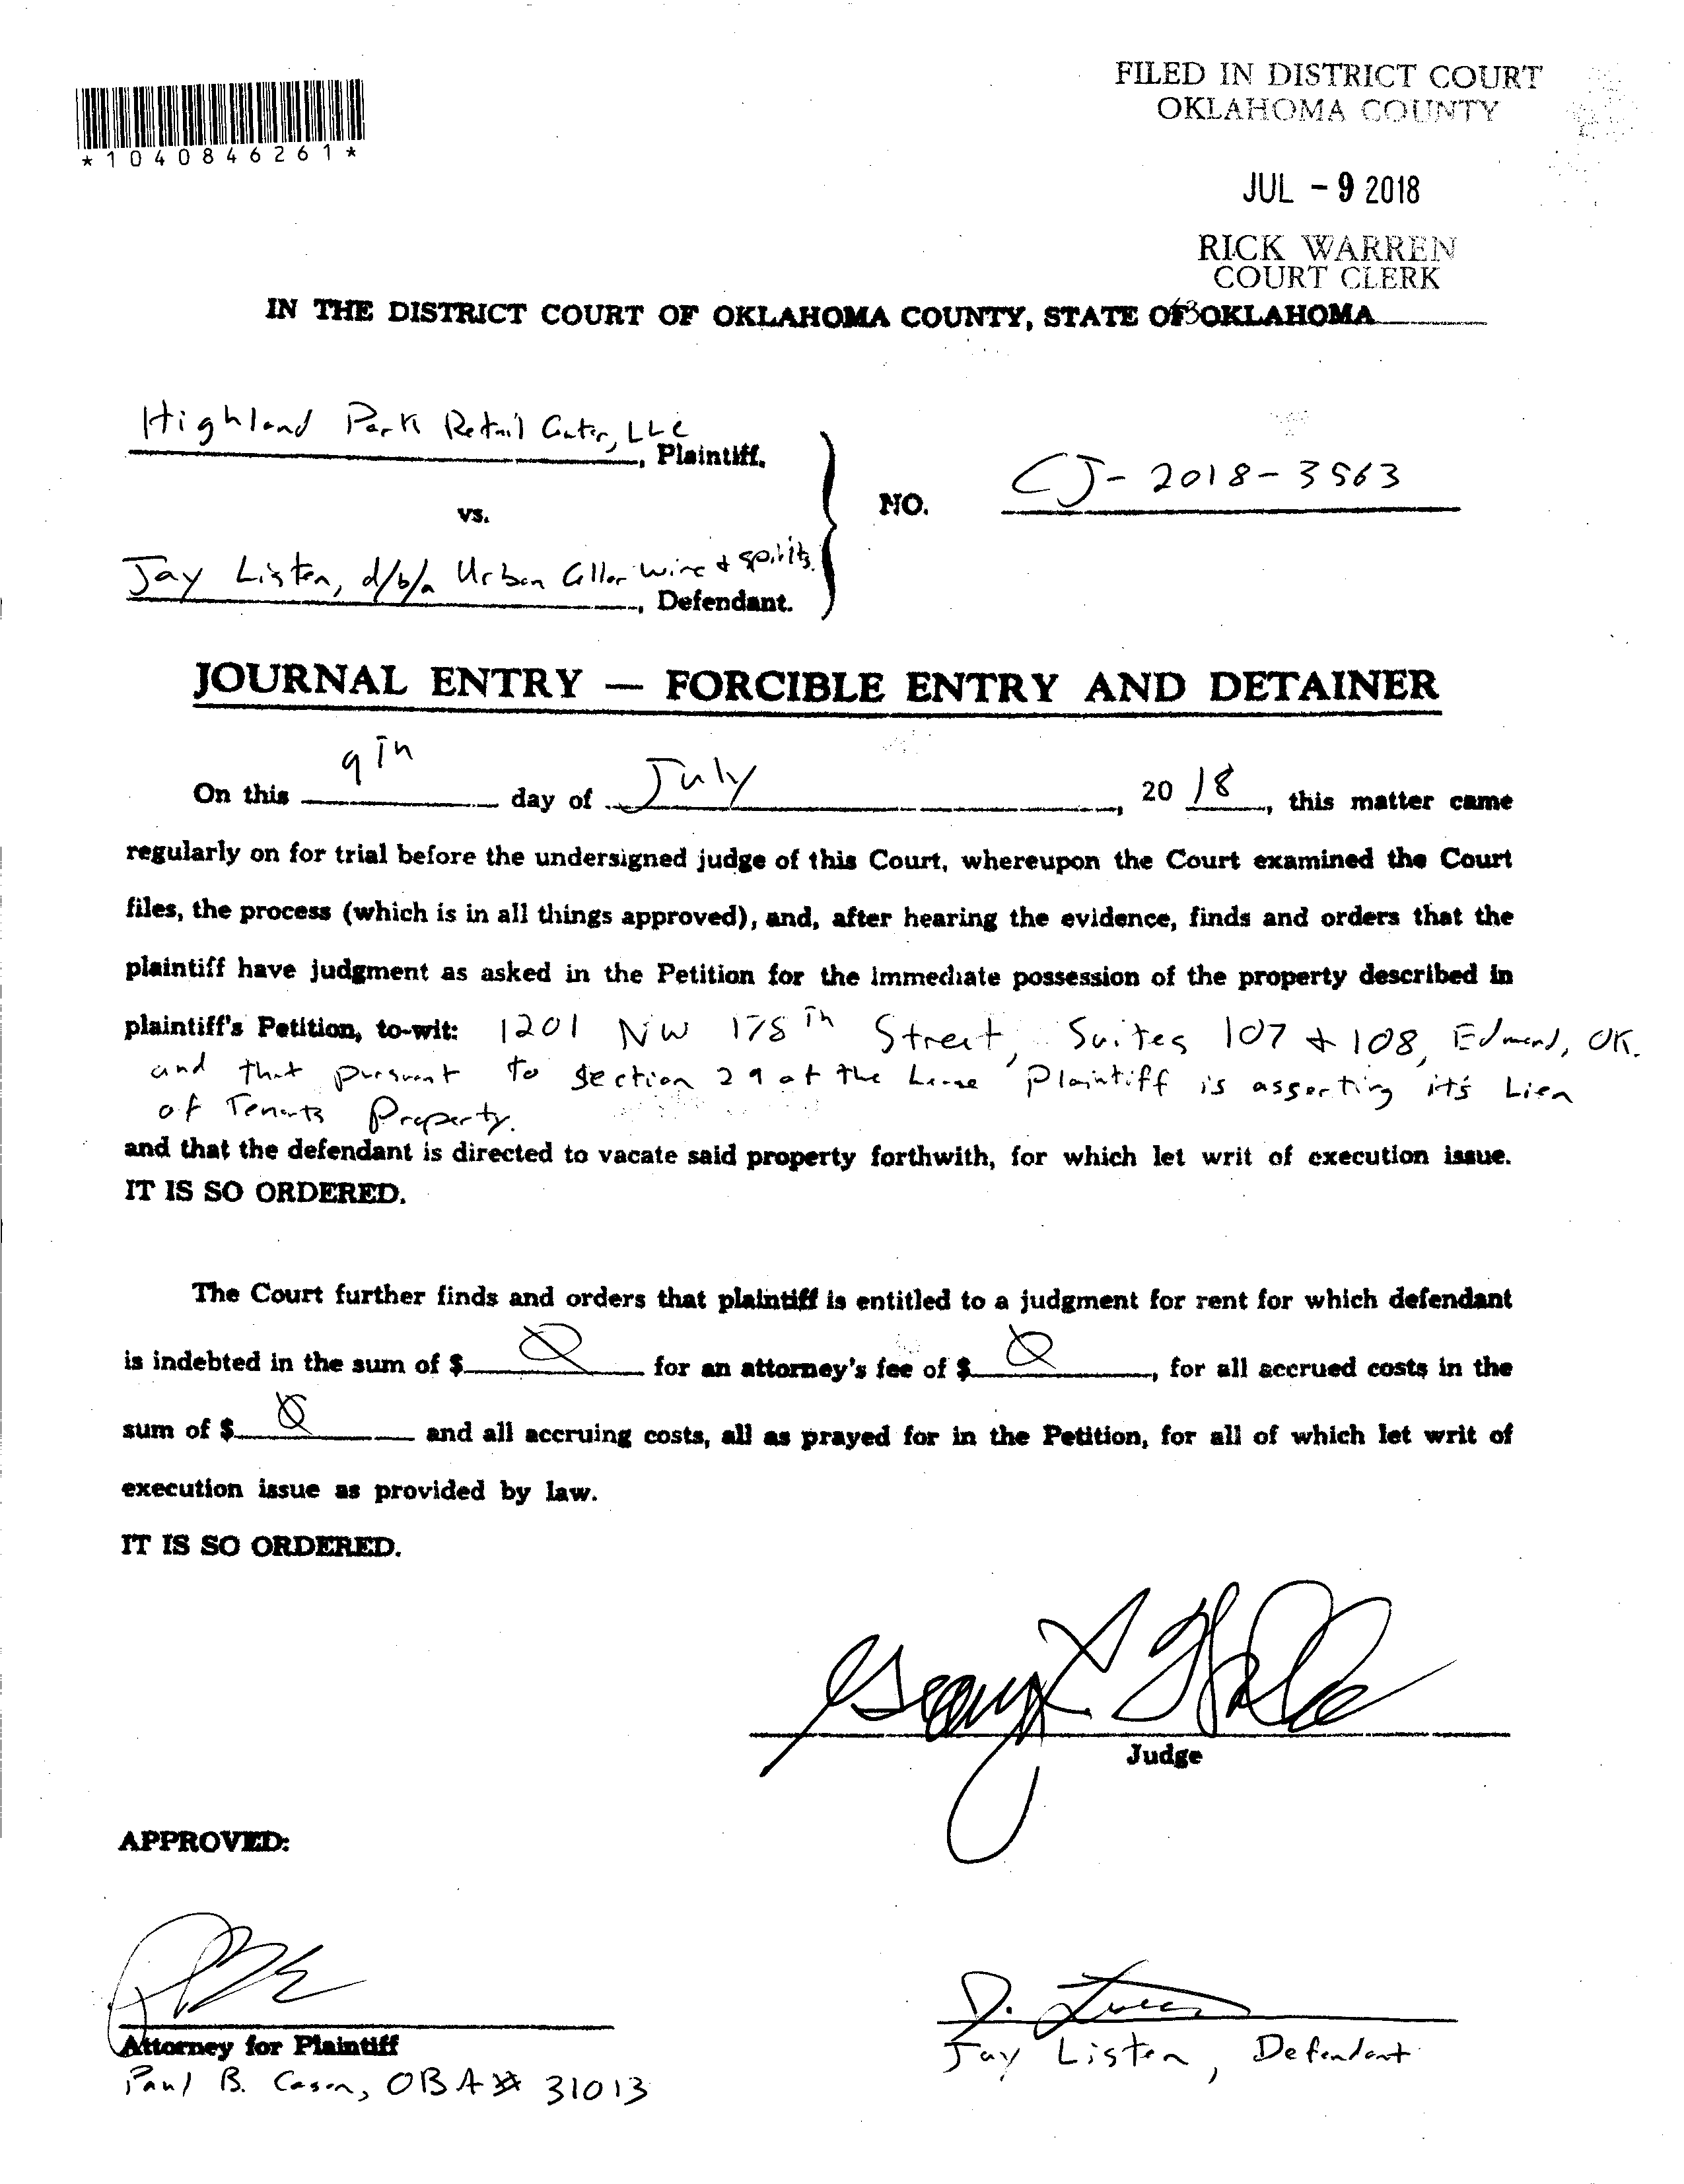 FILED IN DISTRICT COURT
OKLAHOMA COUNTY
*1040846261*
JUL - 9 2018
RICK WARREN
COURT CLERK
63
IN THE DISTRICT COURT OF OKLAHOMA COUNTY, STATE OF OKLAHOMA
Highland Park Retail Center, LLC
, Plaintiff,
vs.
NO. CJ-2018-3563
Jay Listen, d/b/a Urban Cellar Wine & Spirits
, Defendant.
JOURNAL ENTRY — FORCIBLE ENTRY AND DETAINER
On this 9th day of July, 20 18, this matter came
regularly on for trial before the undersigned judge of this Court, whereupon the Court examined the Court
files, the process (which is in all things approved), and, after hearing the evidence, finds and orders that the
plaintiff have judgment as asked in the Petition for the immediate possession of the property described in
plaintiff's Petition, to-wit: 1201 NW 178th Street, Suites 107 & 108, Edmond, OK.
and that pursuant to Section 29 of the Lease Plaintiff is asserting it's Lien
of Tenants Property.
and that the defendant is directed to vacate said property forthwith, for which let writ of execution issue.
IT IS SO ORDERED.
The Court further finds and orders that plaintiff is entitled to a judgment for rent for which defendant
is indebted in the sum of $ Ø for an attorney's fee of $ Ø, for all accrued costs in the
sum of $ Ø and all accruing costs, all as prayed for in the Petition, for all of which let writ of
execution issue as provided by law.
IT IS SO ORDERED.
Judge
APPROVED:
Attorney for Plaintiff
Paul B. Cason, OBA# 31013
Jay Listen, Defendant